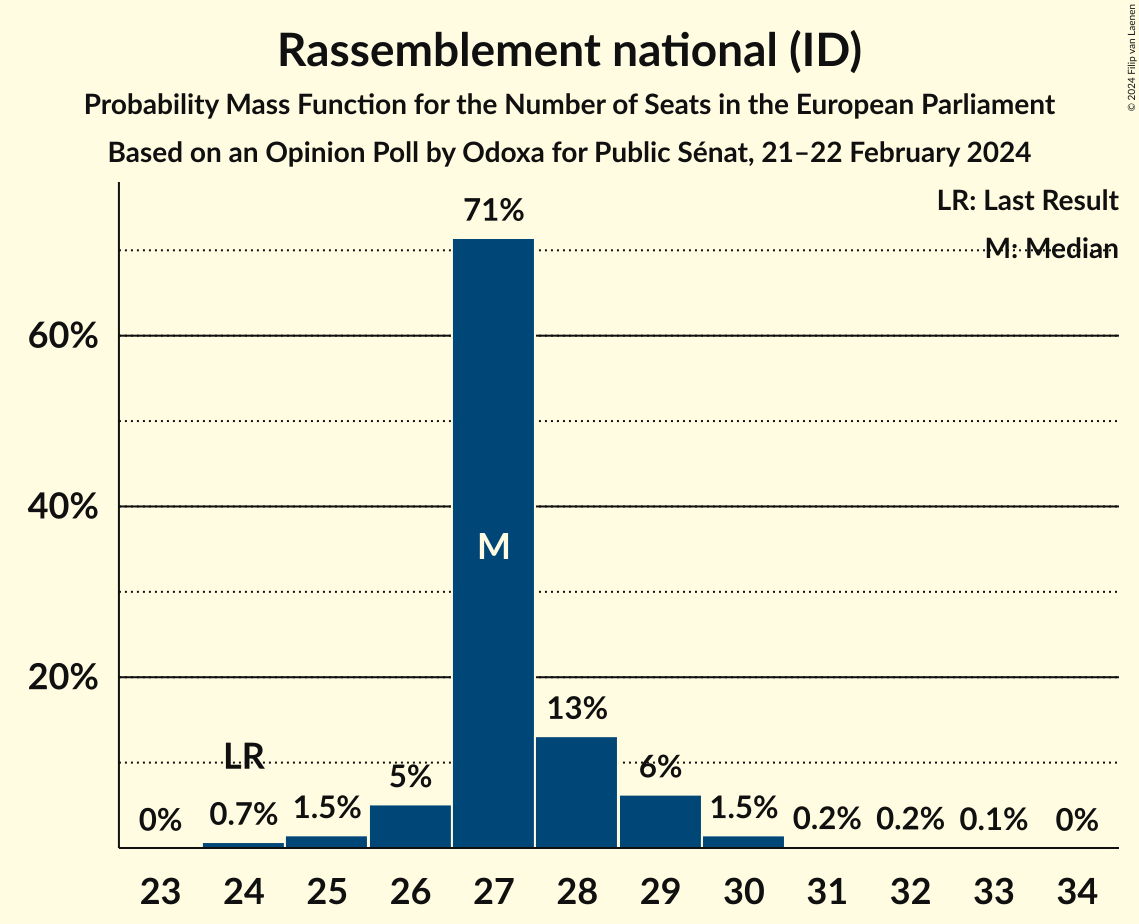 Rassemblement national (ID)
Probability Mass Function for the Number of Seats in the European Parliament
Based on an Opinion Poll by Odoxa for Public Sénat, 21–22 February 2024
© 2024 Filip van Laenen
LR: Last Result
M: Median
60%
40%
20%
0%
LR
0.7%
1.5%
5%
71%
M
13%
6%
1.5%
0.2%
0.2%
0.1%
0%
23 24 25 26 27 28 29 30 31 32 33 34